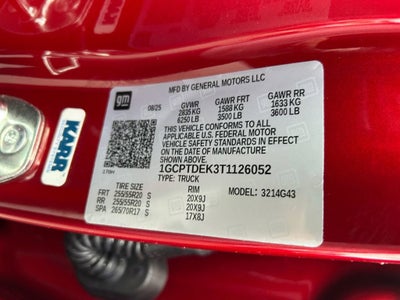 gm
MFD BY GENERAL MOTORS LLC
08/25 GVWR GAWR FRT GAWR RR
2835 KG 1588 KG 1633 KG
6250 LB 3500 LB 3600 LB
THIS VEHICLE CONFORMS TO ALL
APPLICABLE U.S. FEDERAL MOTOR
VEHICLE SAFETY STANDARDS IN EFFECT
ON THE DATE OF MANUFACTURE
SHOWN ABOVE.
1GCPTDEK3T1126052
TYPE: TRUCK
TIRE SIZE RIM MODEL: 3214G43
FRT 255/55R20 S 20X9J
RR 255/55R20 S 20X9J
SPA 265/70R17 S 17X8J
KARR